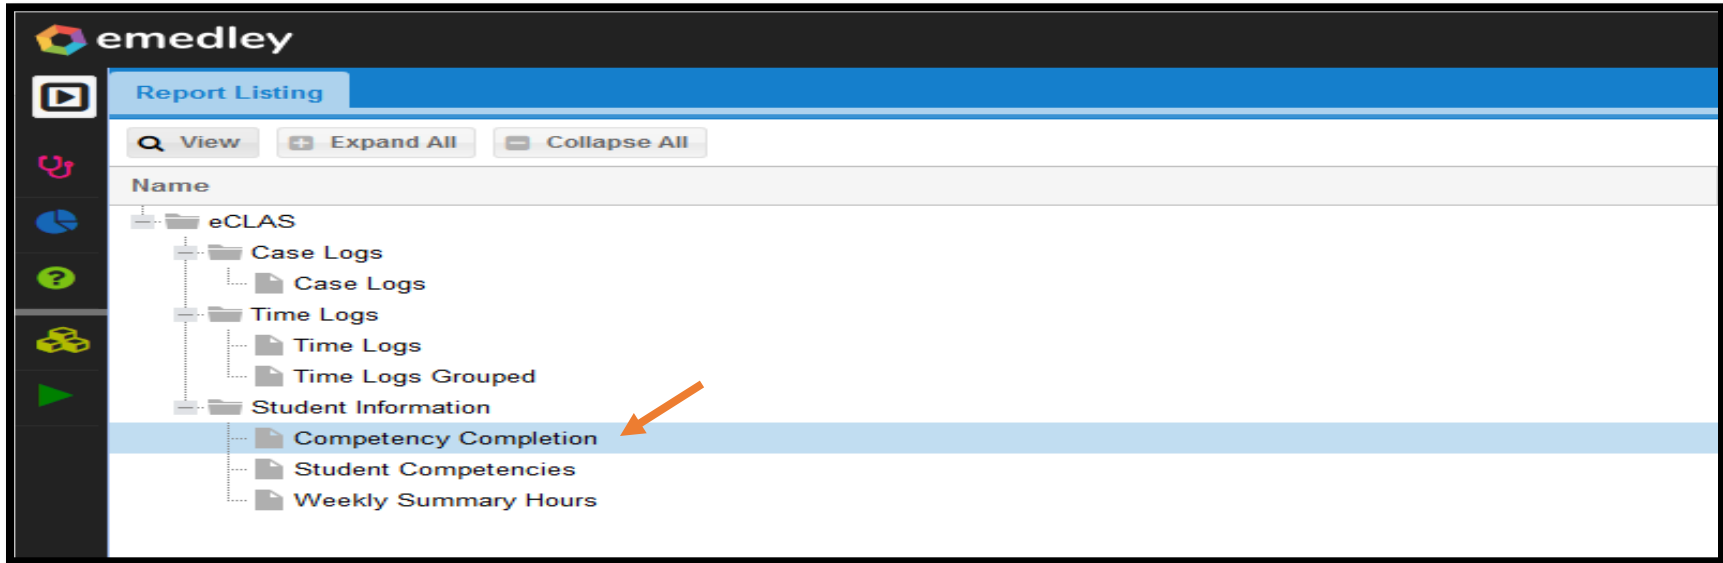 emedley
Report Listing
View Expand All Collapse All
Name
eCLAS
Case Logs
Case Logs
Time Logs
Time Logs
Time Logs Grouped
Student Information
Competency Completion
Student Competencies
Weekly Summary Hours